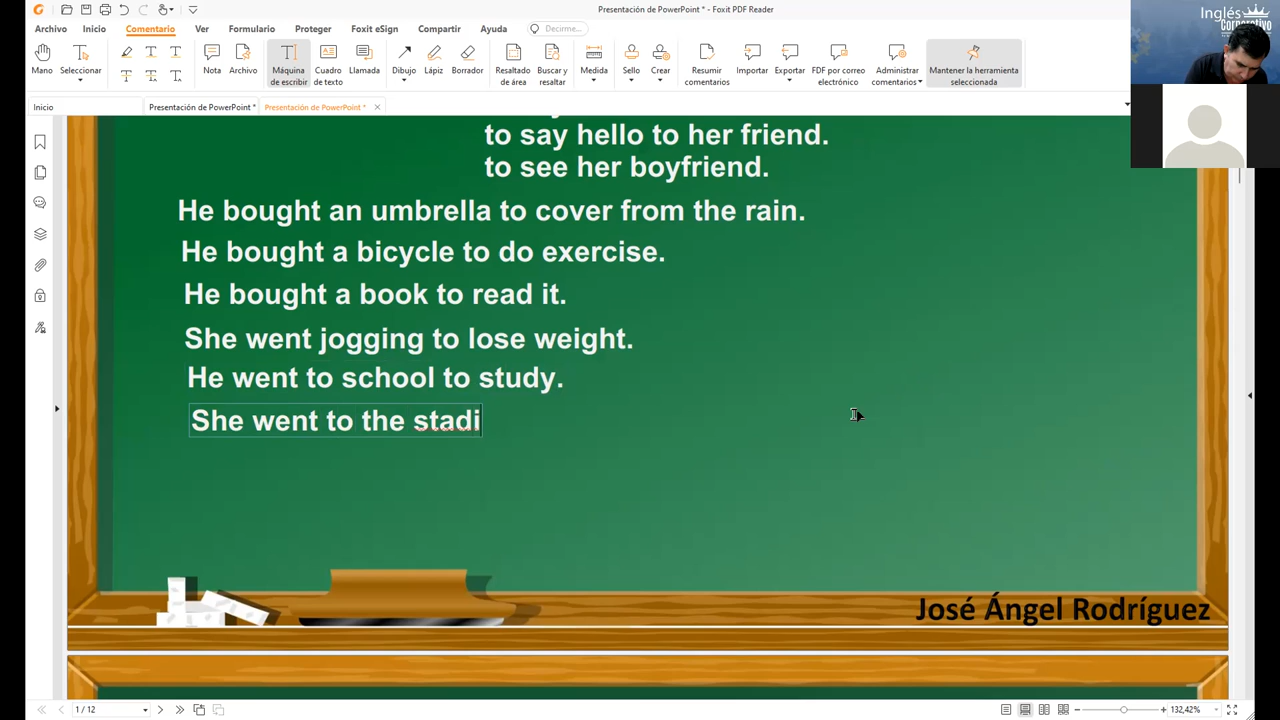 Presentación de PowerPoint * - Foxit PDF Reader
Inglés
Corporativo
Archivo Inicio Comentario Ver Formulario Proteger Foxit eSign Compartir Ayuda Decirme...
Mano Seleccionar Nota Archivo Máquina de escribir Cuadro de texto Llamada Dibujo Lápiz Borrador Resaltado de área Buscar y resaltar Medida Sello Crear Resumir comentarios Importar Exportar PDF por correo electrónico Administrar comentarios Mantener la herramienta seleccionada
Inicio Presentación de PowerPoint * Presentación de PowerPoint *
to say hello to her friend.
to see her boyfriend.
He bought an umbrella to cover from the rain.
He bought a bicycle to do exercise.
He bought a book to read it.
She went jogging to lose weight.
He went to school to study.
She went to the stadi
José Ángel Rodríguez
1 / 12 132,42%